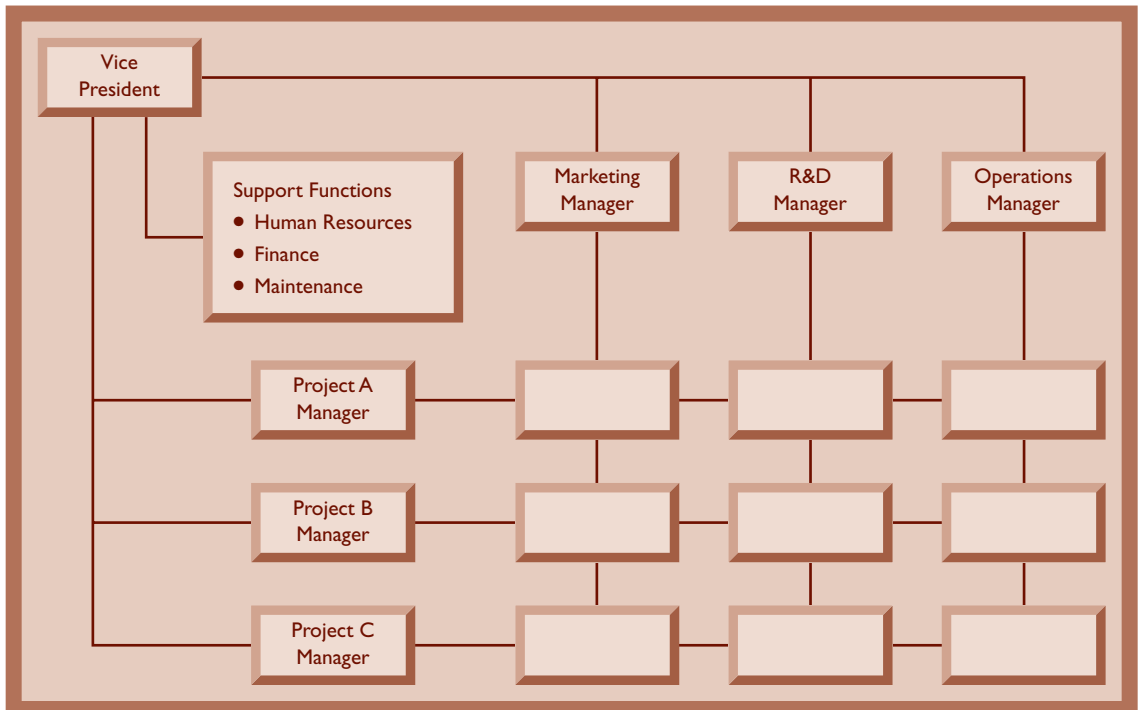 Vice
President
Support Functions
• Human Resources
• Finance
• Maintenance
Marketing
Manager
R&D
Manager
Operations
Manager
Project A
Manager
Project B
Manager
Project C
Manager